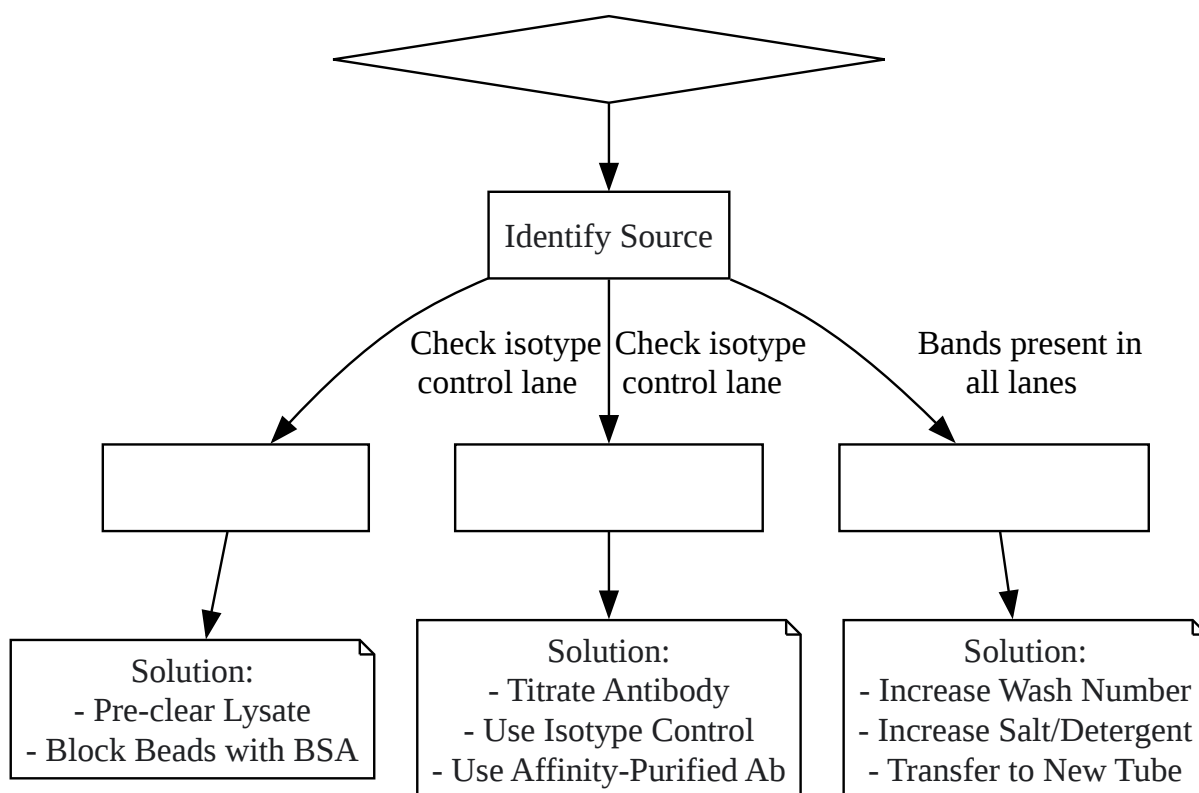 Identify Source
Check isotype
control lane
Check isotype
control lane
Bands present in
all lanes
Solution:
- Pre-clear Lysate
- Block Beads with BSA
Solution:
- Titrate Antibody
- Use Isotype Control
- Use Affinity-Purified Ab
Solution:
- Increase Wash Number
- Increase Salt/Detergent
- Transfer to New Tube